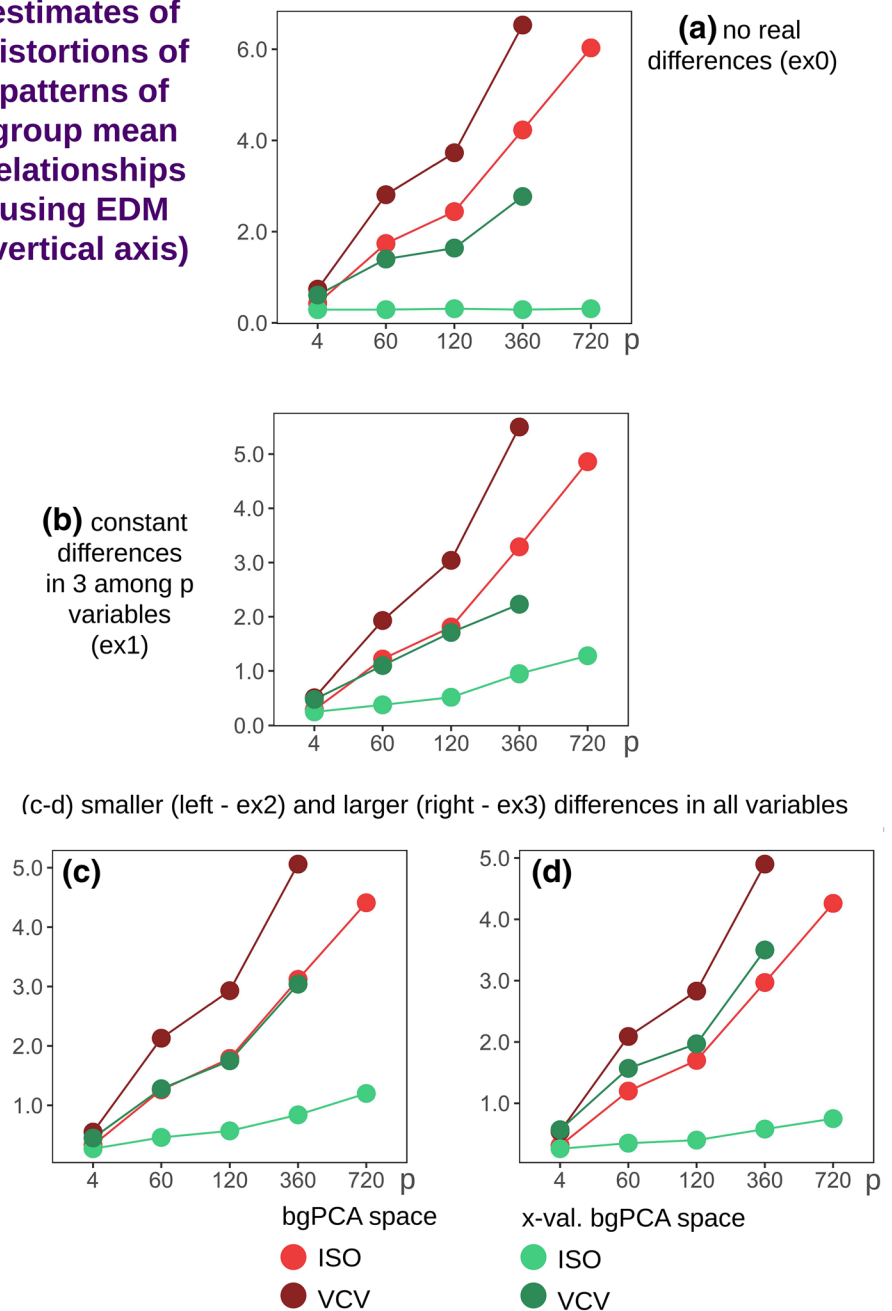 estimates of
istortions of
patterns of
group mean
elationships
using EDM
vertical axis)
(a) no real
differences (ex0)
6.0
4.0
2.0
0.0
4 60 120 360 720 p
(b) constant
differences
in 3 among p
variables
(ex1)
5.0
4.0
3.0
2.0
1.0
0.0
4 60 120 360 720 p
(c-d) smaller (left - ex2) and larger (right - ex3) differences in all variables
(c)
5.0
4.0
3.0
2.0
1.0
4 60 120 360 720 p
(d)
5.0
4.0
3.0
2.0
1.0
4 60 120 360 720 p
bgPCA space
ISO
VCV
x-val. bgPCA space
ISO
VCV